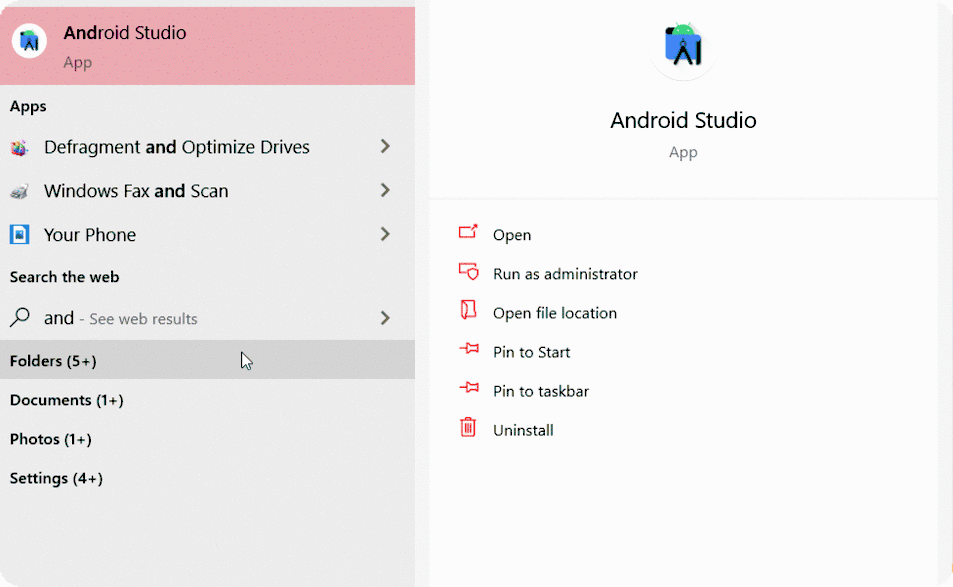 Android Studio
App
Apps
Defragment and Optimize Drives
Windows Fax and Scan
Your Phone
Search the web
and - See web results
Folders (5+)
Documents (1+)
Photos (1+)
Settings (4+)
Android Studio
App
Open
Run as administrator
Open file location
Pin to Start
Pin to taskbar
Uninstall